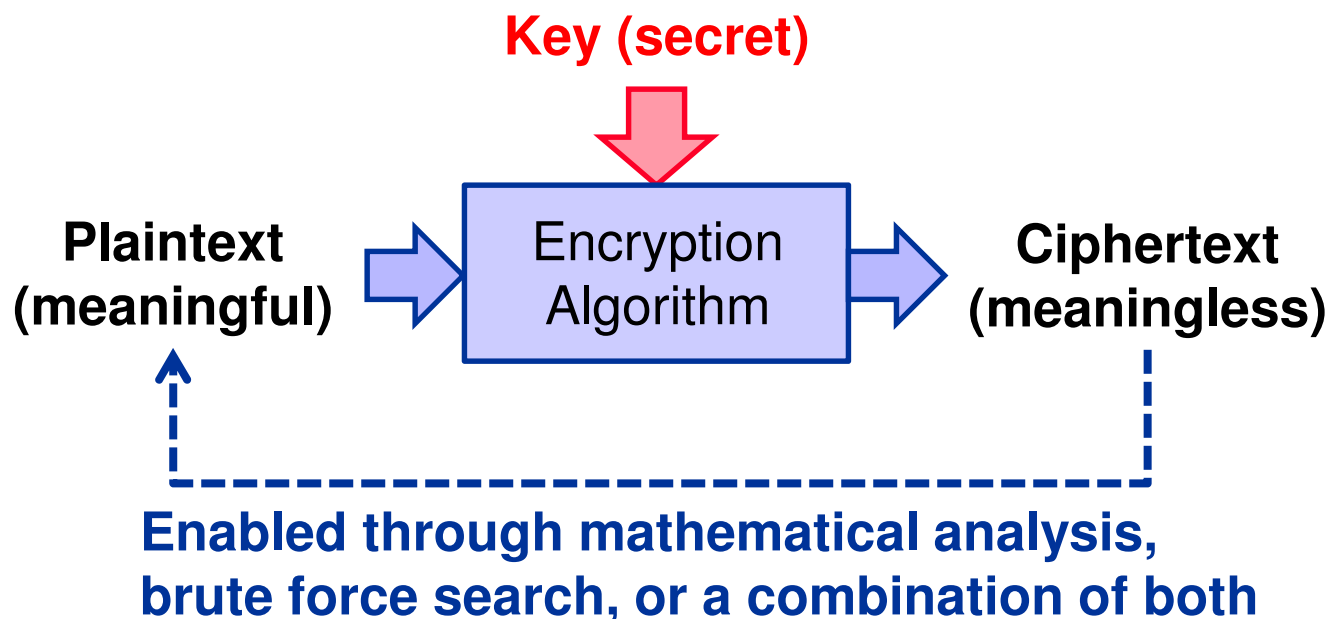 Key (secret)
Plaintext
(meaningful)
Encryption
Algorithm
Ciphertext
(meaningless)
Enabled through mathematical analysis,
brute force search, or a combination of both